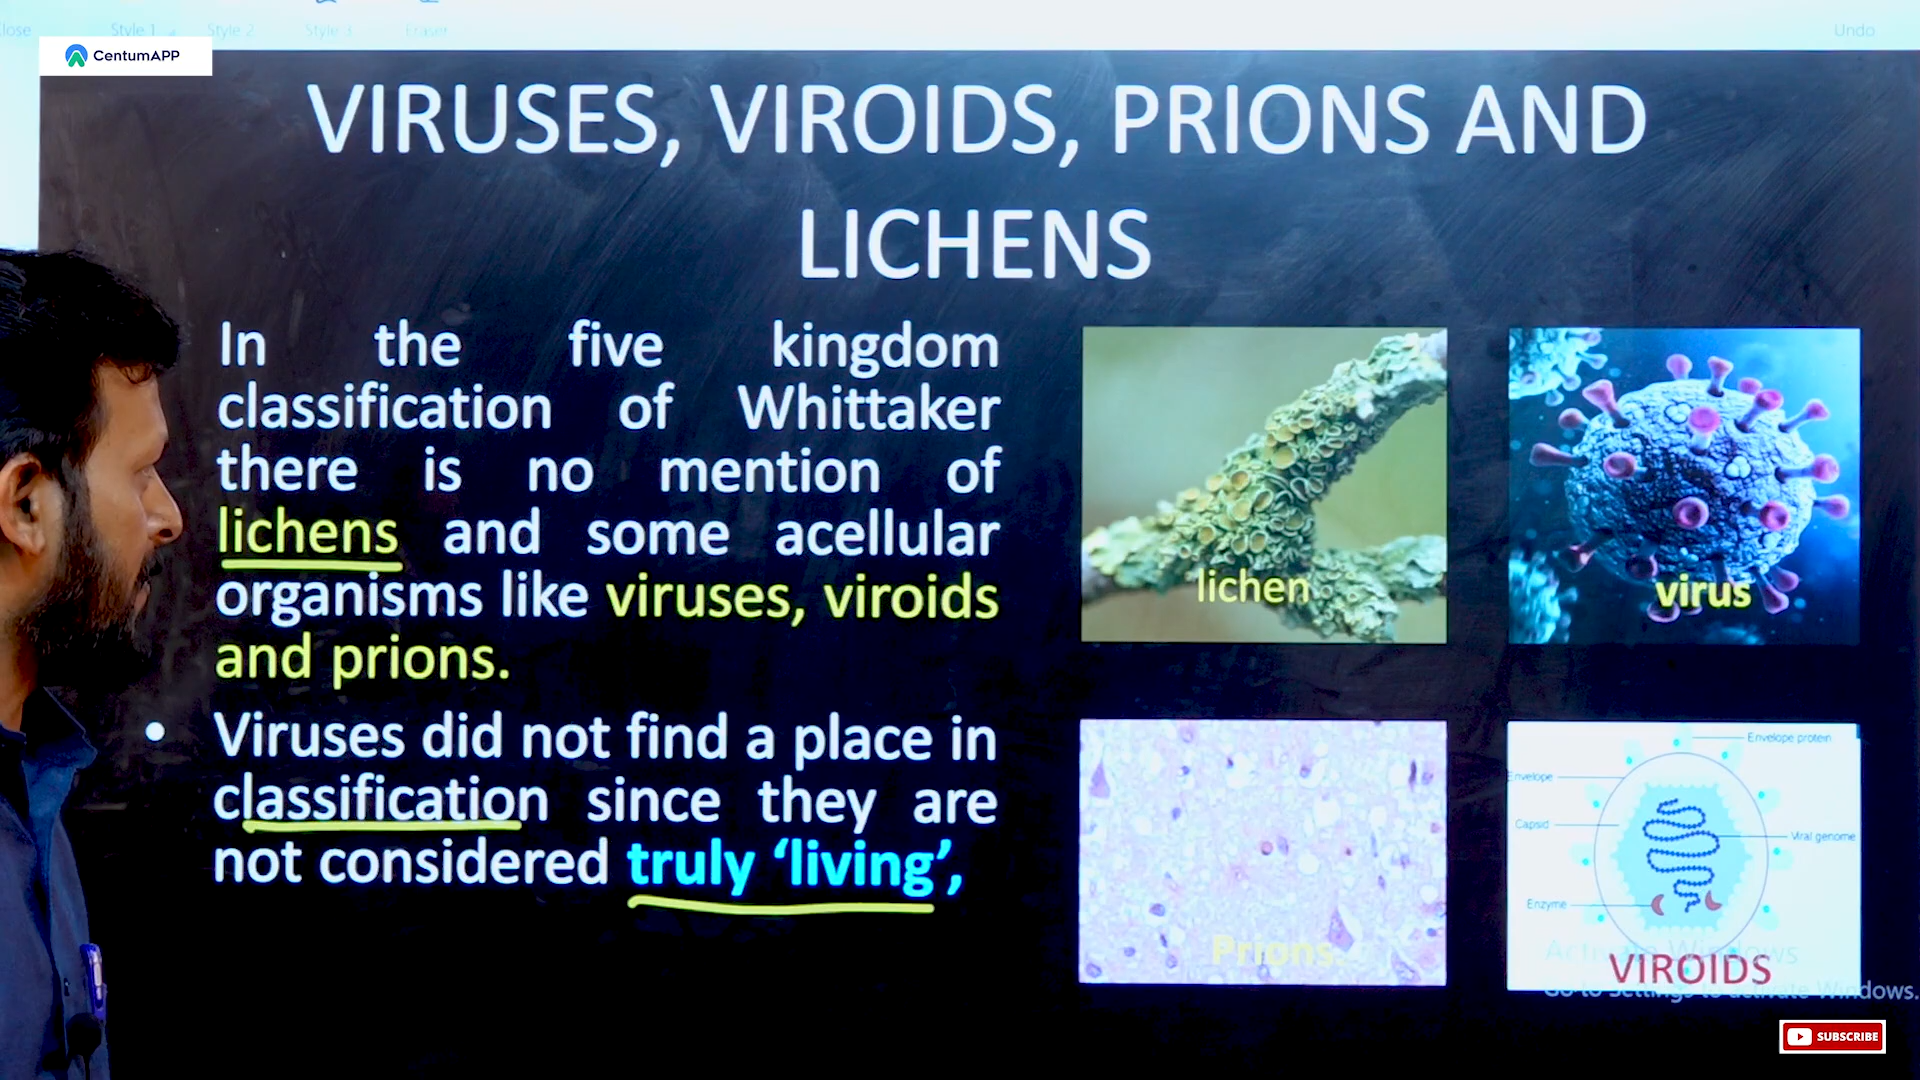 Close
Style 1
Style 2
Style 3
Eraser
Undo
CentumAPP
VIRUSES, VIROIDS, PRIONS AND
LICHENS
In the five kingdom
classification of Whittaker
there is no mention of
lichens and some acellular
organisms like viruses, viroids
and prions.
• Viruses did not find a place in
classification since they are
not considered truly ‘living’,
lichen
virus
Prions
Envelope protein
Envelope
Capsid
Viral genome
Enzyme
Activate Windows
VIROIDS
Go to Settings to activate Windows.
SUBSCRIBE